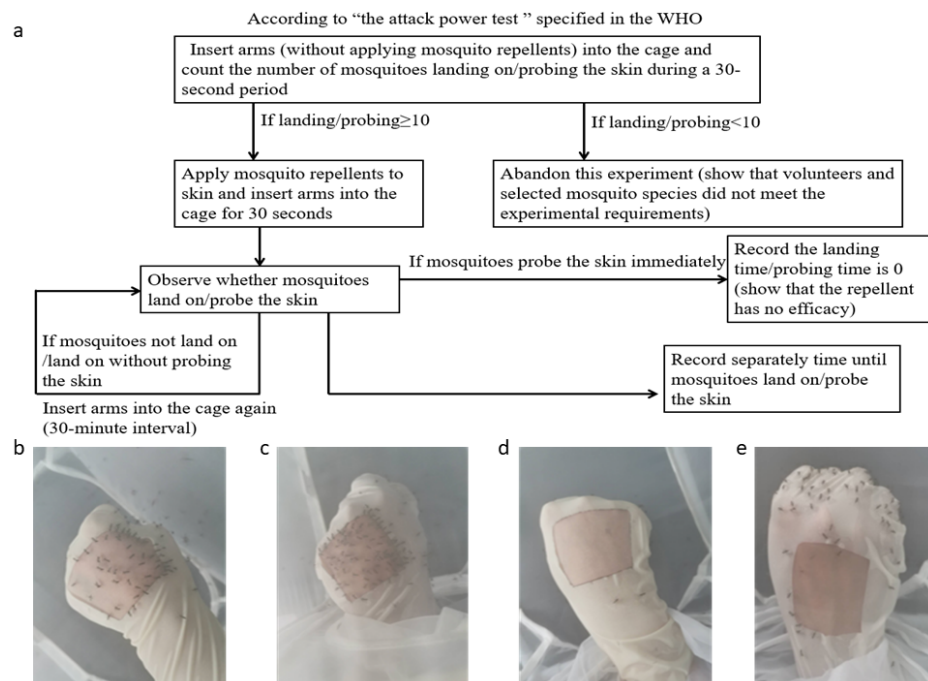 According to “the attack power test ” specified in the WHO
a
Insert arms (without applying mosquito repellents) into the cage and
count the number of mosquitoes landing on/probing the skin during a 30-
second period
If landing/probing≥10
If landing/probing<10
Apply mosquito repellents to
skin and insert arms into the
cage for 30 seconds
Abandon this experiment (show that volunteers and
selected mosquito species did not meet the
experimental requirements)
Observe whether mosquitoes
land on/probe the skin
If mosquitoes probe the skin immediately
Record the landing
time/probing time is 0
(show that the repellent
has no efficacy)
If mosquitoes not land on
/land on without probing
the skin
Insert arms into the cage again
(30-minute interval)
Record separately time until
mosquitoes land on/probe
the skin
b
c
d
e